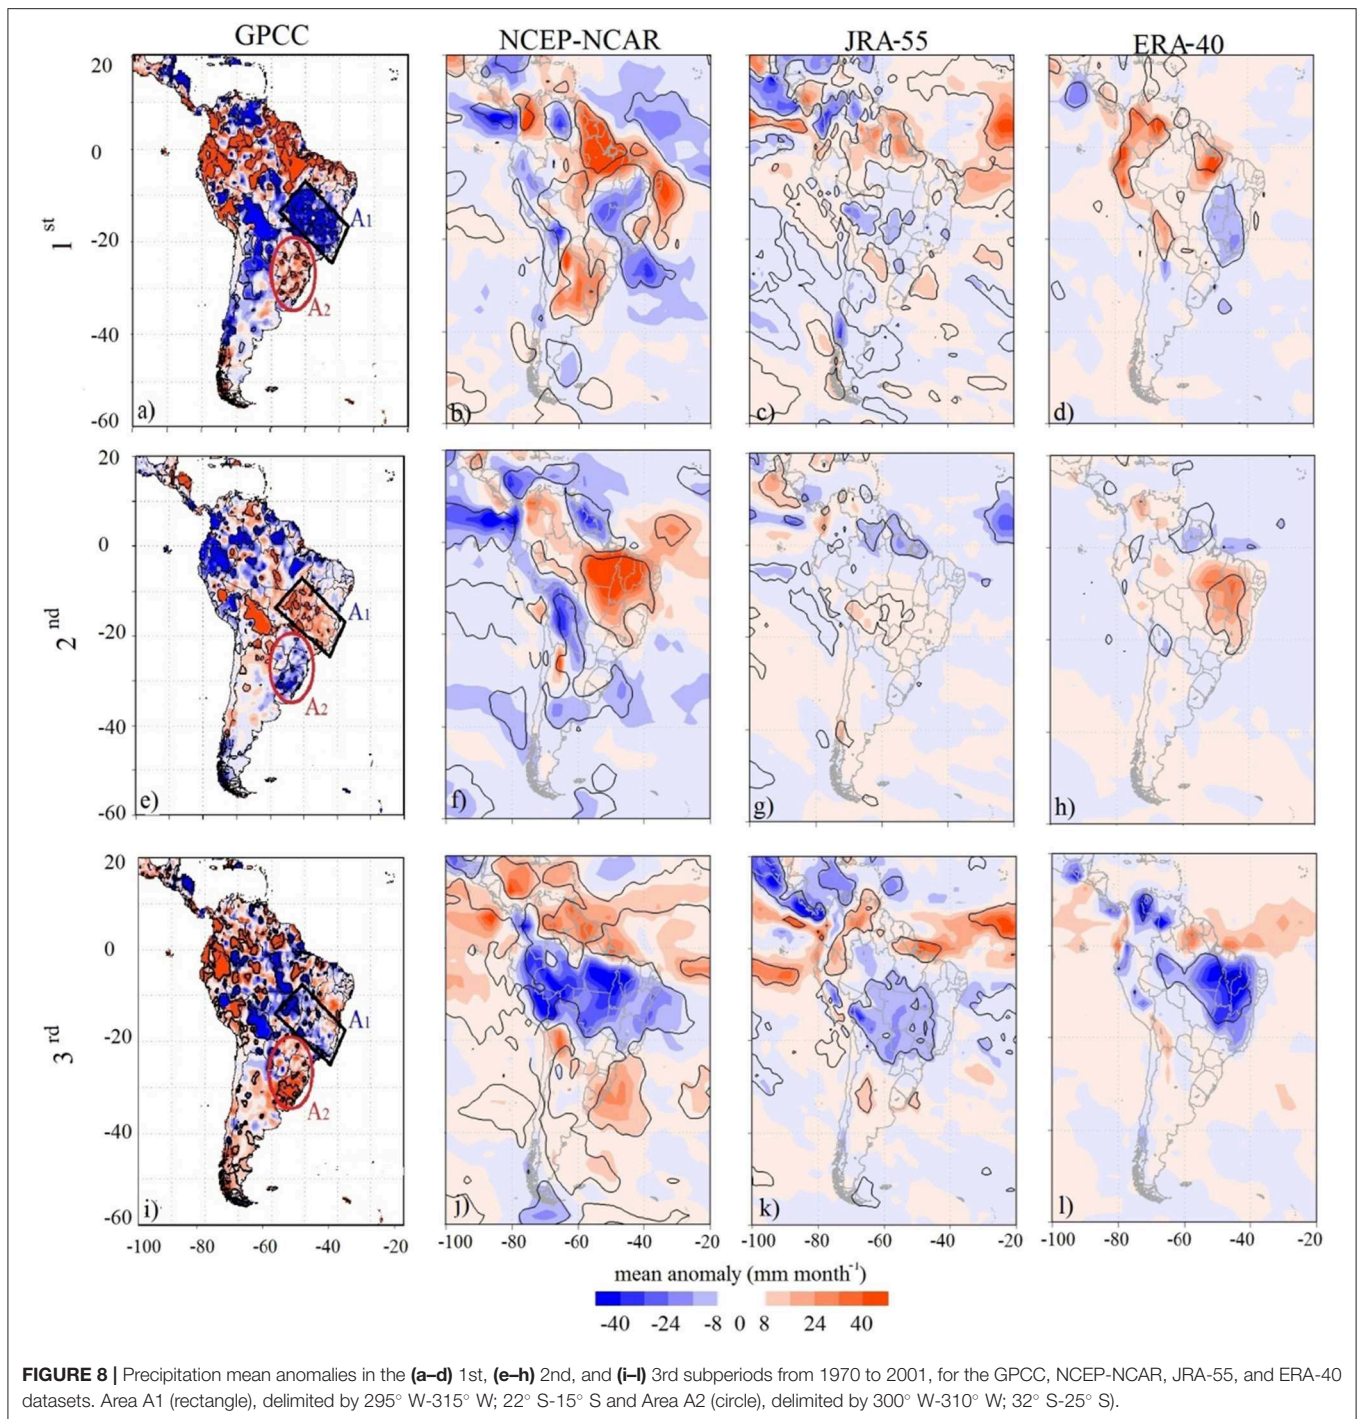 GPCC NCEP-NCAR JRA-55 ERA-40
1st
20
0
-20
-40
-60
A1
A2
a) b) c) d)
2nd
20
0
-20
-40
-60
A1
A2
e) f) g) h)
3rd
20
0
-20
-40
-60
A1
A2
i) j) k) l)
-100 -80 -60 -40 -20 -100 -80 -60 -40 -20 -100 -80 -60 -40 -20 -100 -80 -60 -40 -20
mean anomaly (mm month-1)
-40 -24 -8 0 8 24 40
FIGURE 8 | Precipitation mean anomalies in the (a–d) 1st, (e–h) 2nd, and (i–l) 3rd subperiods from 1970 to 2001, for the GPCC, NCEP-NCAR, JRA-55, and ERA-40
datasets. Area A1 (rectangle), delimited by 295° W-315° W; 22° S-15° S and Area A2 (circle), delimited by 300° W-310° W; 32° S-25° S).